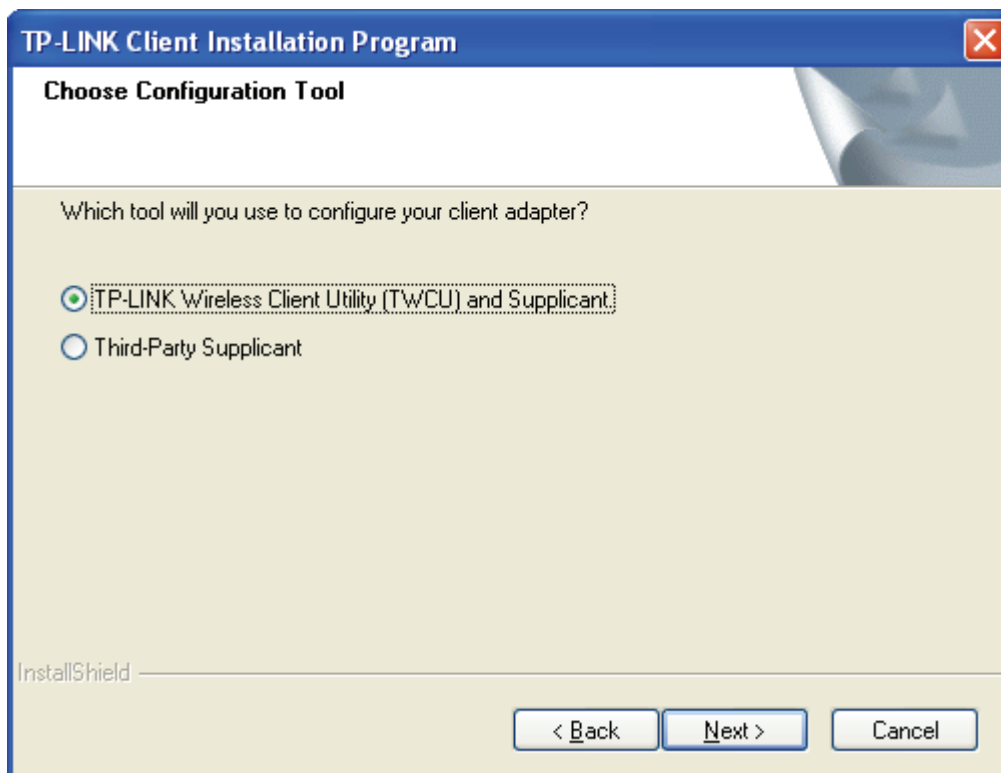 TP-LINK Client Installation Program
Choose Configuration Tool
Which tool will you use to configure your client adapter?
TP-LINK Wireless Client Utility (TWCU) and Supplicant.
Third-Party Supplicant
InstallShield
< Back
Next >
Cancel